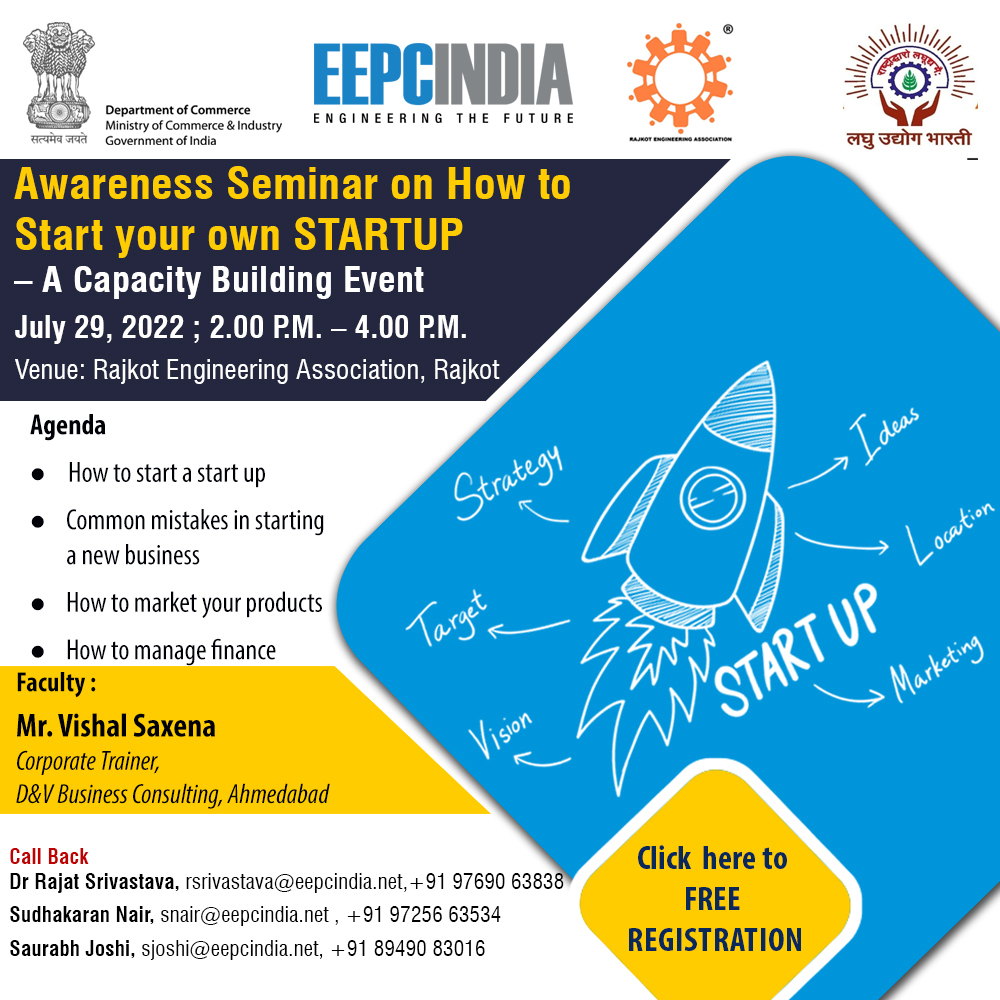 सत्यमेव जयते
Department of Commerce
Ministry of Commerce & Industry
Government of India
EEPCINDIA
ENGINEERING THE FUTURE
®
RAJKOT ENGINEERING ASSOCIATION
लघु उद्योग भारती
Awareness Seminar on How to
Start your own STARTUP
– A Capacity Building Event
July 29, 2022 ; 2.00 P.M. – 4.00 P.M.
Venue: Rajkot Engineering Association, Rajkot
Agenda
● How to start a start up
● Common mistakes in starting
a new business
● How to market your products
● How to manage finance
Strategy
Ideas
Location
Target
START UP
Marketing
Vision
Faculty :
Mr. Vishal Saxena
Corporate Trainer,
D&V Business Consulting, Ahmedabad
Call Back
Dr Rajat Srivastava, rsrivastava@eepcindia.net,+91 97690 63838
Sudhakaran Nair, snair@eepcindia.net , +91 97256 63534
Saurabh Joshi, sjoshi@eepcindia.net, +91 89490 83016
Click here to
FREE
REGISTRATION